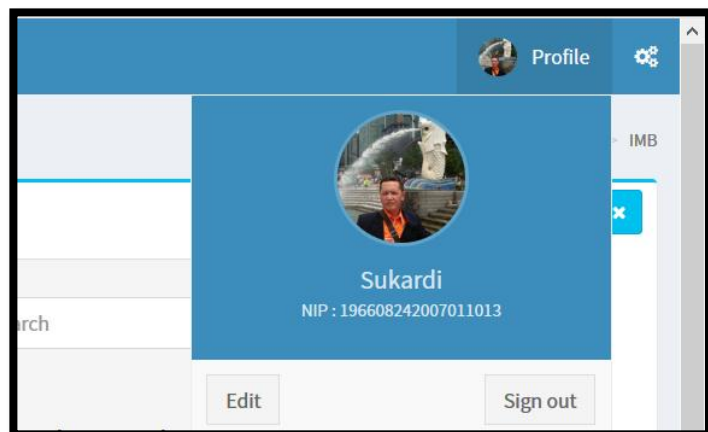 Profile
IMB
Sukardi
NIP : 196608242007011013
arch
Edit
Sign out